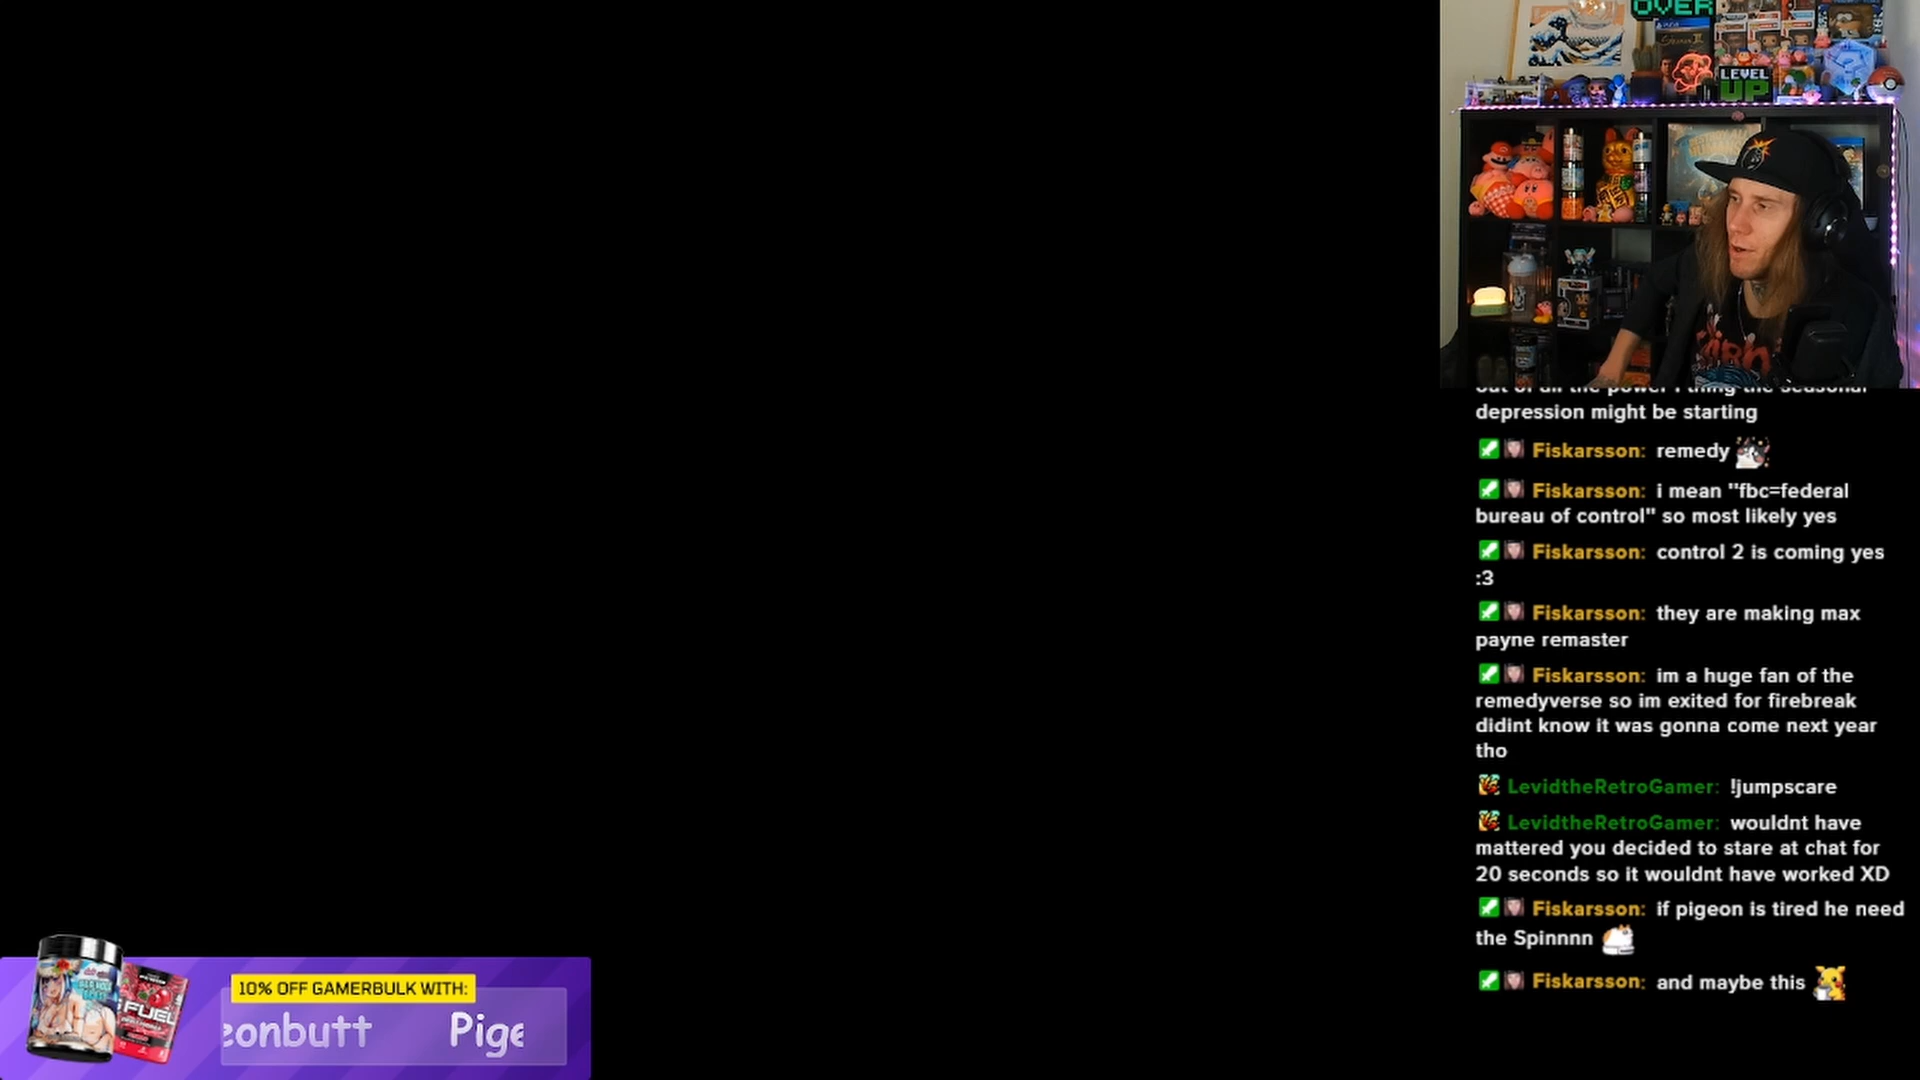 OVER
LEVEL
UP
depression might be starting
Fiskarsson: remedy
Fiskarsson: i mean "fbc=federal
bureau of control" so most likely yes
Fiskarsson: control 2 is coming yes
:3
Fiskarsson: they are making max
payne remaster
Fiskarsson: im a huge fan of the
remedyverse so im exited for firebreak
didint know it was gonna come next year
tho
LevidtheRetroGamer: !jumpscare
LevidtheRetroGamer: wouldnt have
mattered you decided to stare at chat for
20 seconds so it wouldnt have worked XD
Fiskarsson: if pigeon is tired he need
the Spinnnn
Fiskarsson: and maybe this
10% OFF GAMERBULK WITH:
eonbutt Pige
FUEL